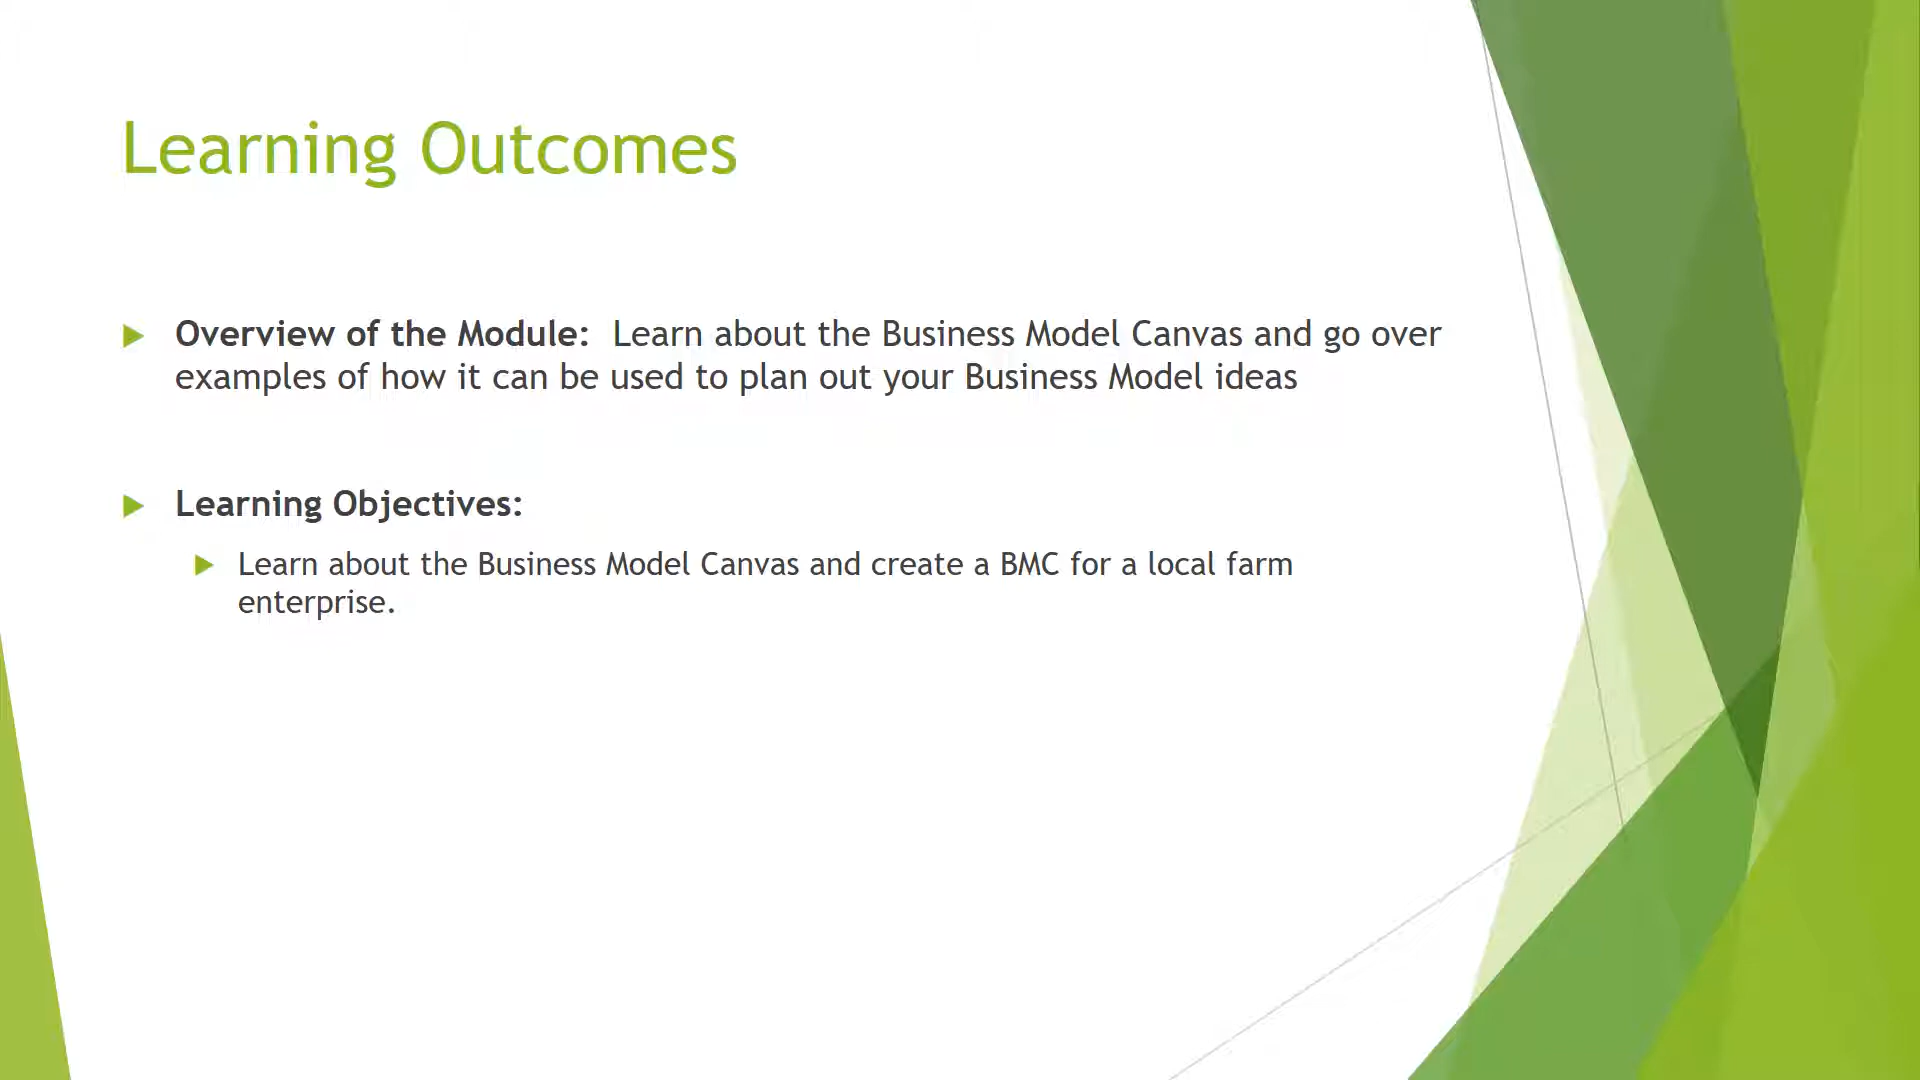 Learning Outcomes
Overview of the Module:  Learn about the Business Model Canvas and go over
examples of how it can be used to plan out your Business Model ideas
Learning Objectives:
Learn about the Business Model Canvas and create a BMC for a local farm
enterprise.